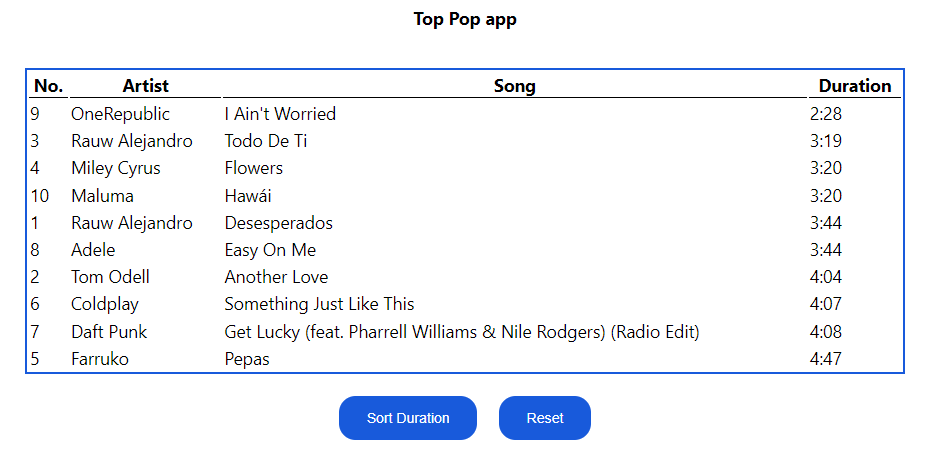 Top Pop app
No. Artist Song Duration
9 OneRepublic I Ain't Worried 2:28
3 Rauw Alejandro Todo De Ti 3:19
4 Miley Cyrus Flowers 3:20
10 Maluma Hawái 3:20
1 Rauw Alejandro Desesperados 3:44
8 Adele Easy On Me 3:44
2 Tom Odell Another Love 4:04
6 Coldplay Something Just Like This 4:07
7 Daft Punk Get Lucky (feat. Pharrell Williams & Nile Rodgers) (Radio Edit) 4:08
5 Farruko Pepas 4:47
Sort Duration Reset